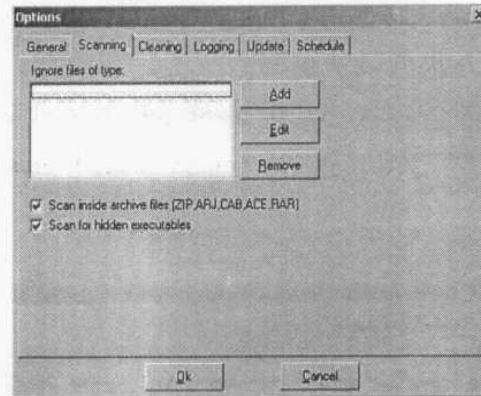 Options
General Scanning Cleaning Logging Update Schedule
Ignore files of type:
Add
Edit
Remove
Scan inside archive files (ZIP,ARJ,CAB,ACE,RAR)
Scan for hidden executables
Ok Cancel